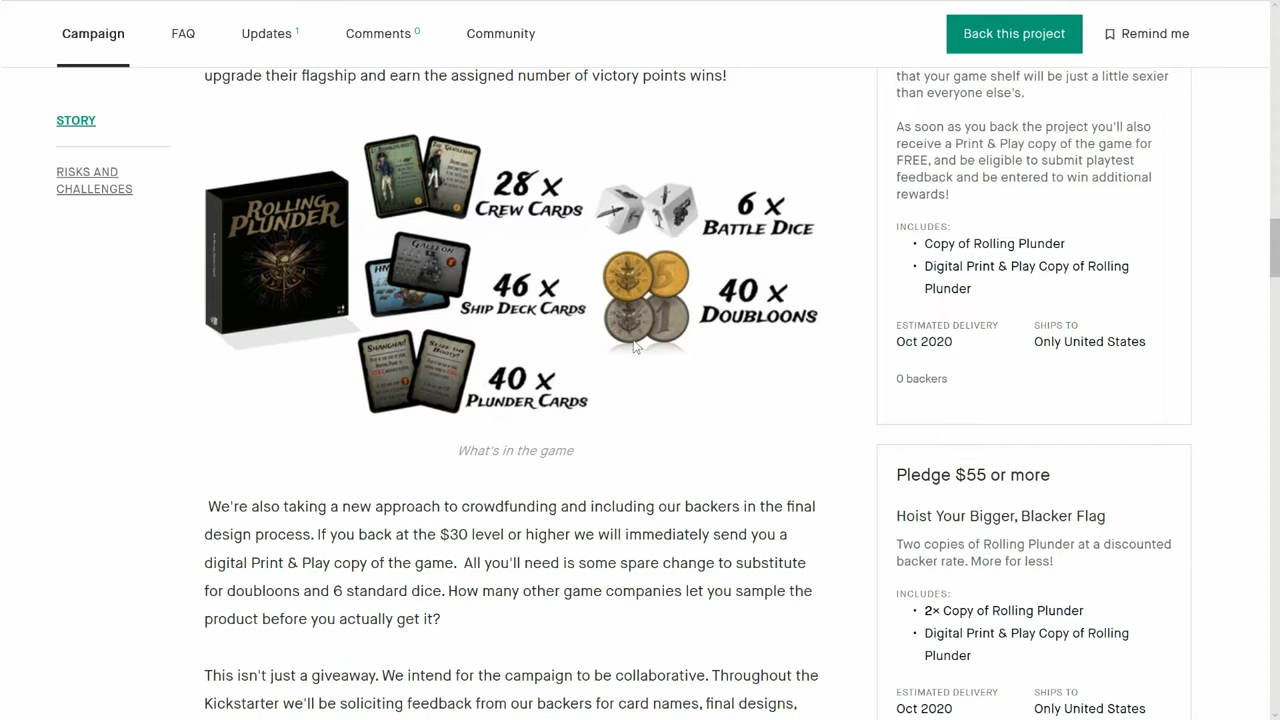 Campaign
FAQ
Updates 1
Comments 0
Community
Back this project
Remind me
STORY
RISKS AND
CHALLENGES
upgrade their flagship and earn the assigned number of victory points wins!
ROLLING
PLUNDER
THE GENTLEMAN
28 x
CREW CARDS
GALLEON
46 x
SHIP DECK CARDS
SHANGHAI!
SEIZE THE
BOOTY!
40 x
PLUNDER CARDS
6 x
BATTLE DICE
5
1
40 x
DOUBLOONS
What's in the game
We're also taking a new approach to crowdfunding and including our backers in the final
design process. If you back at the $30 level or higher we will immediately send you a
digital Print & Play copy of the game. All you'll need is some spare change to substitute
for doubloons and 6 standard dice. How many other game companies let you sample the
product before you actually get it?
This isn't just a giveaway. We intend for the campaign to be collaborative. Throughout the
Kickstarter we'll be soliciting feedback from our backers for card names, final designs,
that your game shelf will be just a little sexier
than everyone else's.
As soon as you back the project you'll also
receive a Print & Play copy of the game for
FREE, and be eligible to submit playtest
feedback and be entered to win additional
rewards!
INCLUDES:
• Copy of Rolling Plunder
• Digital Print & Play Copy of Rolling
Plunder
ESTIMATED DELIVERY
Oct 2020
SHIPS TO
Only United States
0 backers
Pledge $55 or more
Hoist Your Bigger, Blacker Flag
Two copies of Rolling Plunder at a discounted
backer rate. More for less!
INCLUDES:
• 2× Copy of Rolling Plunder
• Digital Print & Play Copy of Rolling
Plunder
ESTIMATED DELIVERY
Oct 2020
SHIPS TO
Only United States